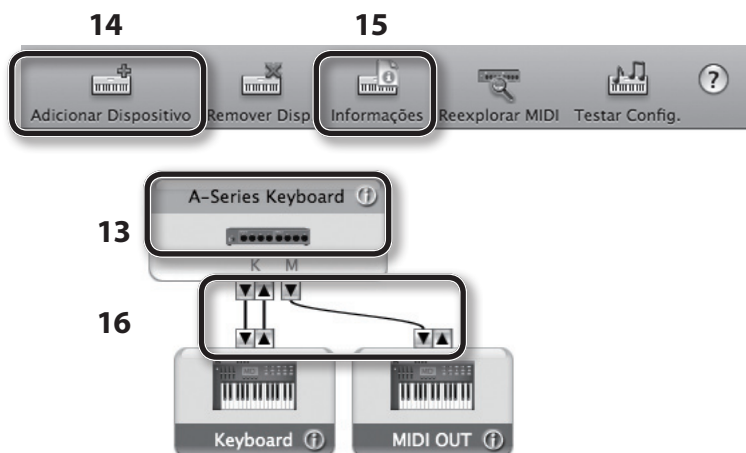 14 15
Adicionar Dispositivo Remover Disp Informações Reexplorar MIDI Testar Config. ?
A-Series Keyboard
13
K M
16
Keyboard MIDI OUT